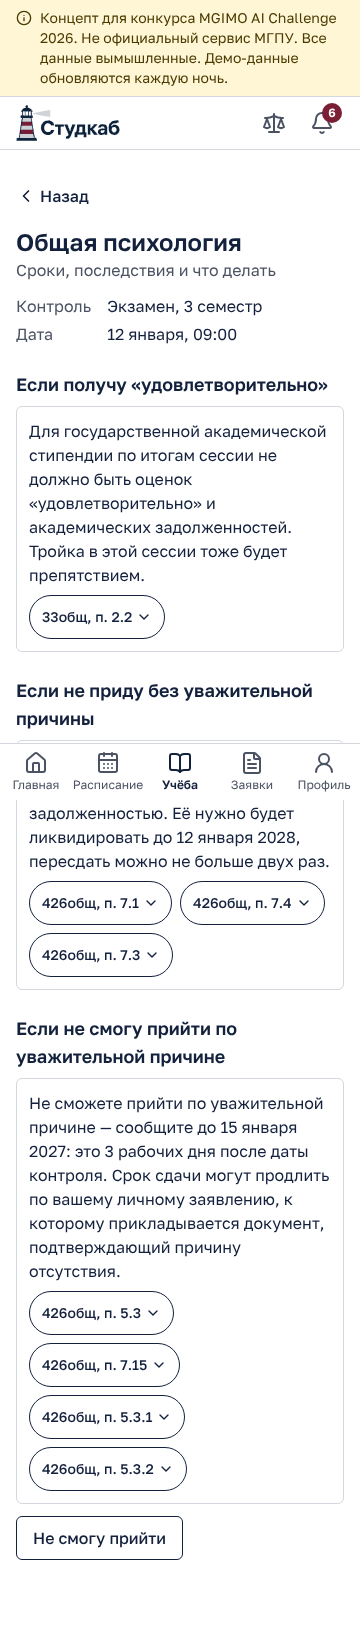 Концепт для конкурса MGIMO AI Challenge
2026. Не официальный сервис МГПУ. Все
данные вымышленные. Демо-данные
обновляются каждую ночь.
Студкаб
6
Назад
Общая психология
Сроки, последствия и что делать
Контроль Экзамен, 3 семестр
Дата 12 января, 09:00
Если получу «удовлетворительно»
Для государственной академической
стипендии по итогам сессии не
должно быть оценок
«удовлетворительно» и
академических задолженностей.
Тройка в этой сессии тоже будет
препятствием.
33общ, п. 2.2
Если не приду без уважительной
причины
Главная Расписание Учёба Заявки Профиль
задолженностью. Её нужно будет
ликвидировать до 12 января 2028,
пересдать можно не больше двух раз.
426общ, п. 7.1 426общ, п. 7.4
426общ, п. 7.3
Если не смогу прийти по
уважительной причине
Не сможете прийти по уважительной
причине — сообщите до 15 января
2027: это 3 рабочих дня после даты
контроля. Срок сдачи могут продлить
по вашему личному заявлению, к
которому прикладывается документ,
подтверждающий причину
отсутствия.
426общ, п. 5.3
426общ, п. 7.15
426общ, п. 5.3.1
426общ, п. 5.3.2
Не смогу прийти